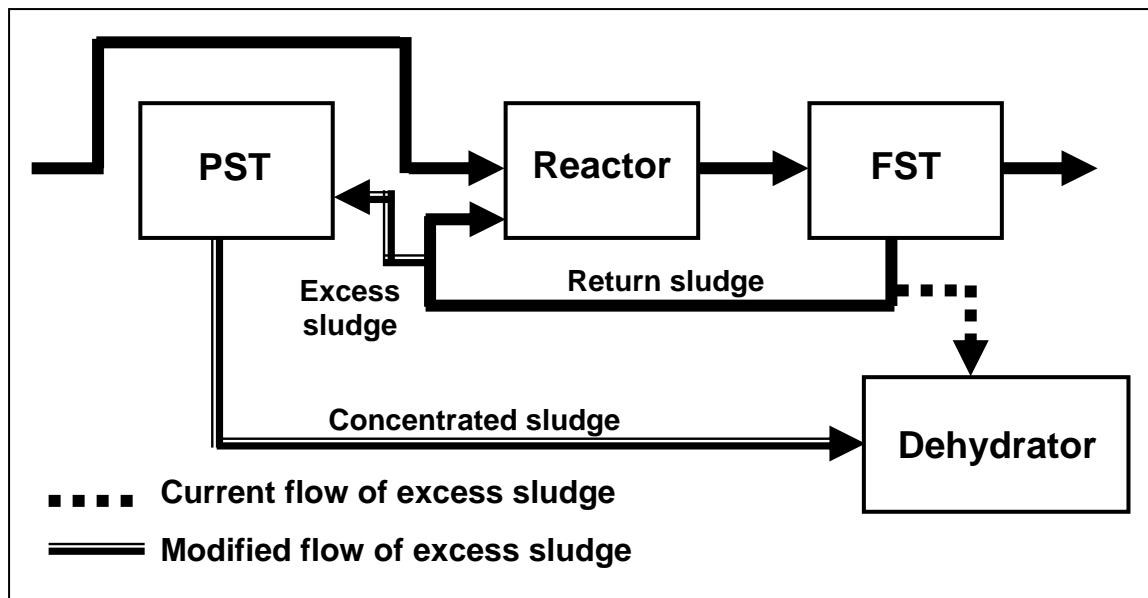 PST
Reactor
FST
Excess
sludge
Return sludge
Concentrated sludge
Dehydrator
Current flow of excess sludge
Modified flow of excess sludge